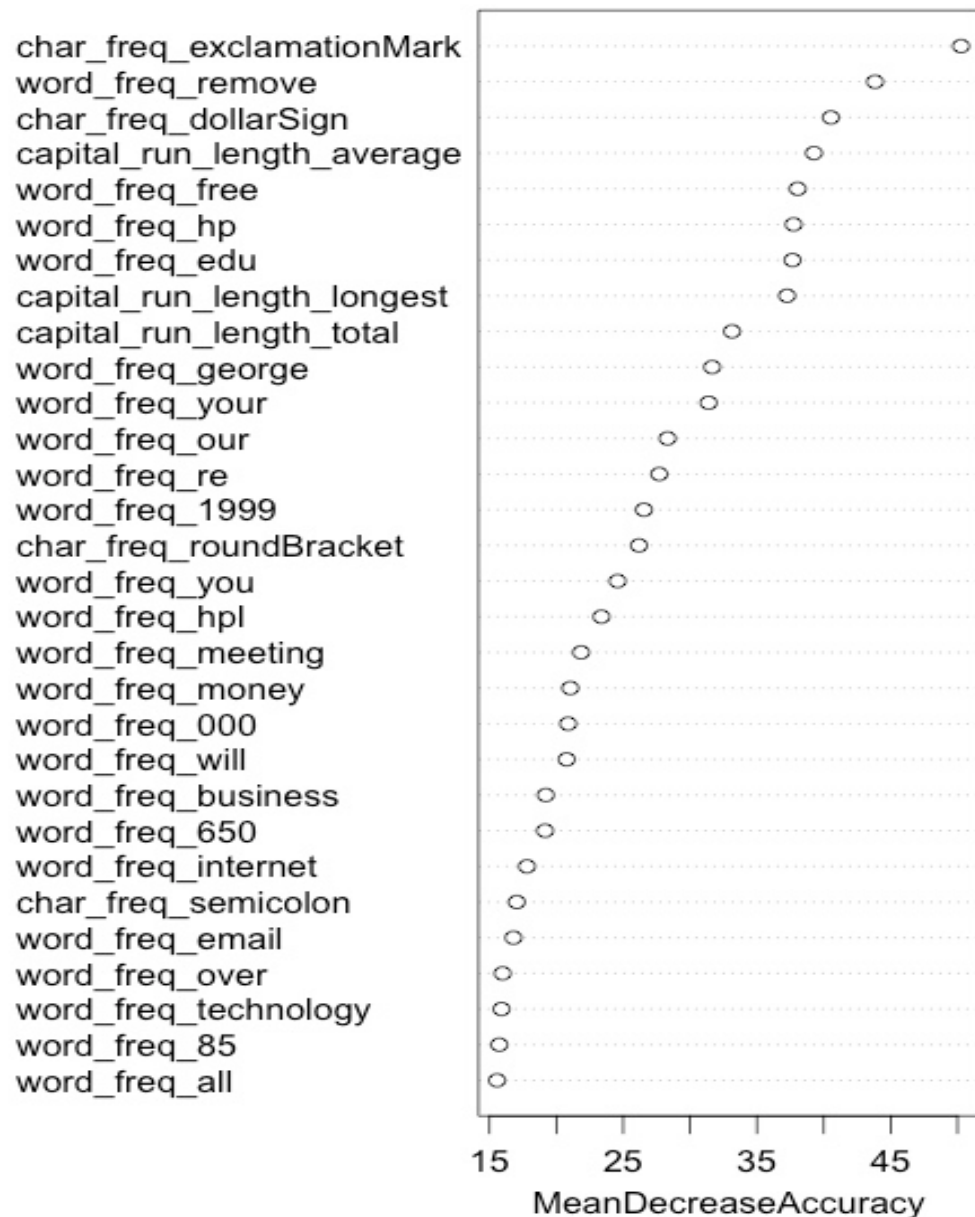 char_freq_exclamationMark
word_freq_remove
char_freq_dollarSign
capital_run_length_average
word_freq_free
word_freq_hp
word_freq_edu
capital_run_length_longest
capital_run_length_total
word_freq_george
word_freq_your
word_freq_our
word_freq_re
word_freq_1999
char_freq_roundBracket
word_freq_you
word_freq_hpl
word_freq_meeting
word_freq_money
word_freq_000
word_freq_will
word_freq_business
word_freq_650
word_freq_internet
char_freq_semicolon
word_freq_email
word_freq_over
word_freq_technology
word_freq_85
word_freq_all
15 25 35 45
MeanDecreaseAccuracy